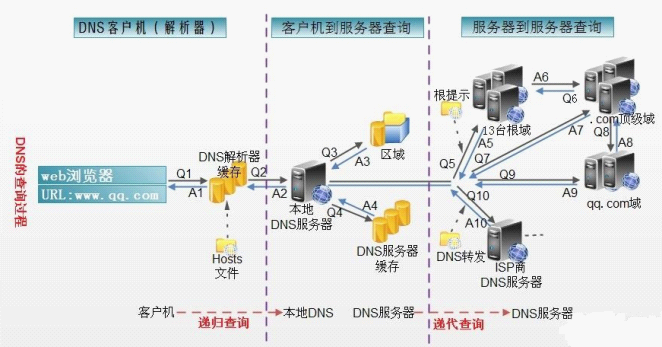 DNS客户机（解析器）
客户机到服务器查询
服务器到服务器查询
DNS的查询过程
web浏览器
URL:www.qq.com
Q1
A1
DNS解析器
缓存
Hosts
文件
Q2
A2
本地
DNS服务器
Q3
A3
区域
Q4
A4
DNS服务器
缓存
根提示
13台根域
Q5
A5
A6
Q6
.com顶级域
Q7
A7
Q8
A8
Q9
A9
qq.com域
Q10
A10
DNS转发
ISP商
DNS服务器
客户机
递归查询
本地DNS
DNS服务器
递代查询
DNS服务器